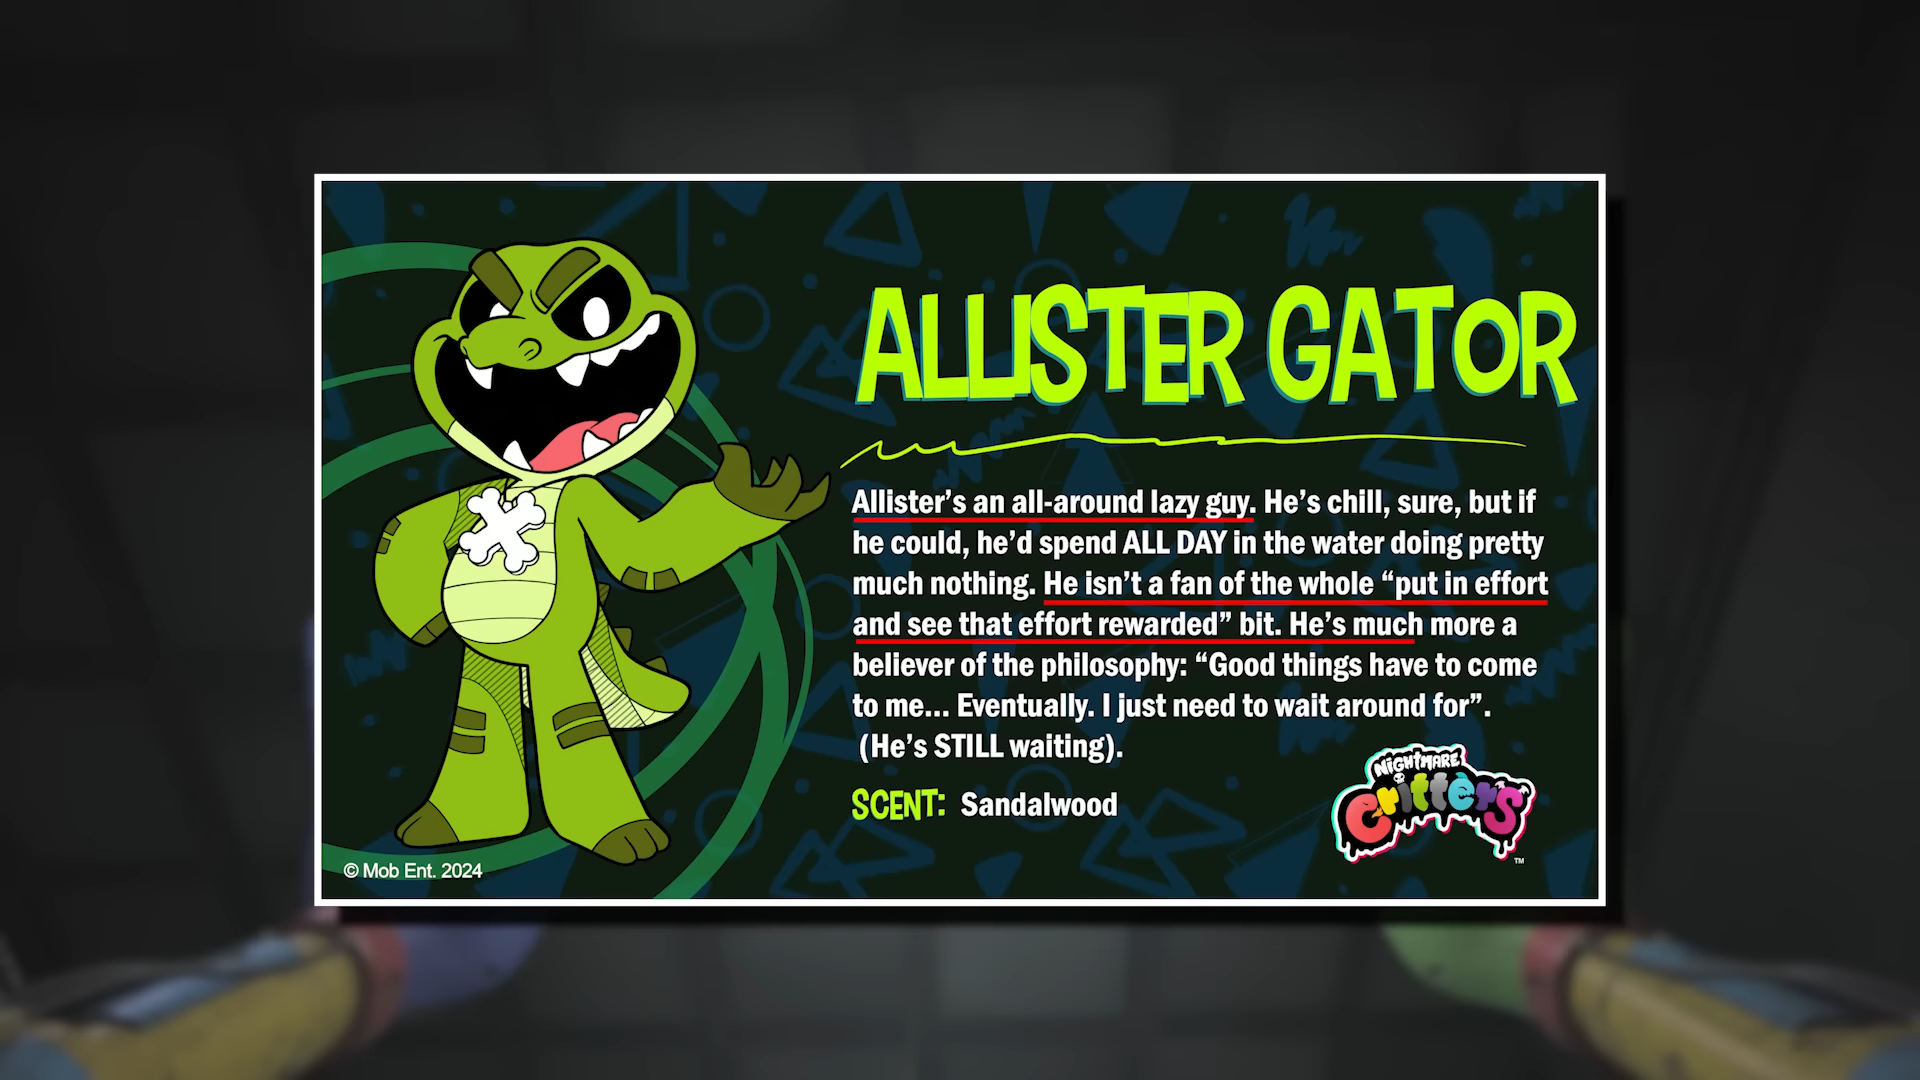 ALLISTER GATOR
Allister’s an all-around lazy guy. He’s chill, sure, but if
he could, he’d spend ALL DAY in the water doing pretty
much nothing. He isn’t a fan of the whole “put in effort
and see that effort rewarded” bit. He’s much more a
believer of the philosophy: “Good things have to come
to me... Eventually. I just need to wait around for”.
(He’s STILL waiting).
SCENT: Sandalwood
NiGHTMARE
Critters
TM
© Mob Ent. 2024